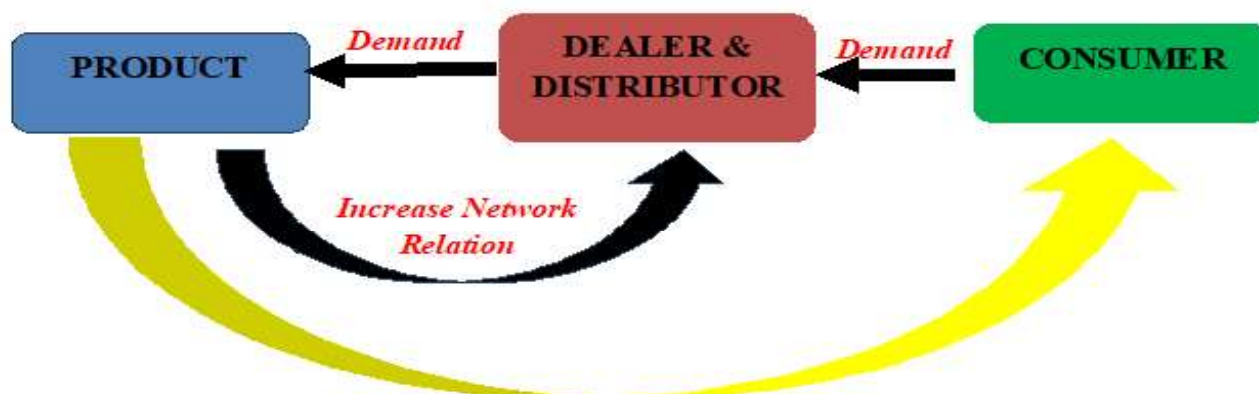 Demand
Demand
PRODUCT
DEALER &
DISTRIBUTOR
CONSUMER
Increase Network
Relation